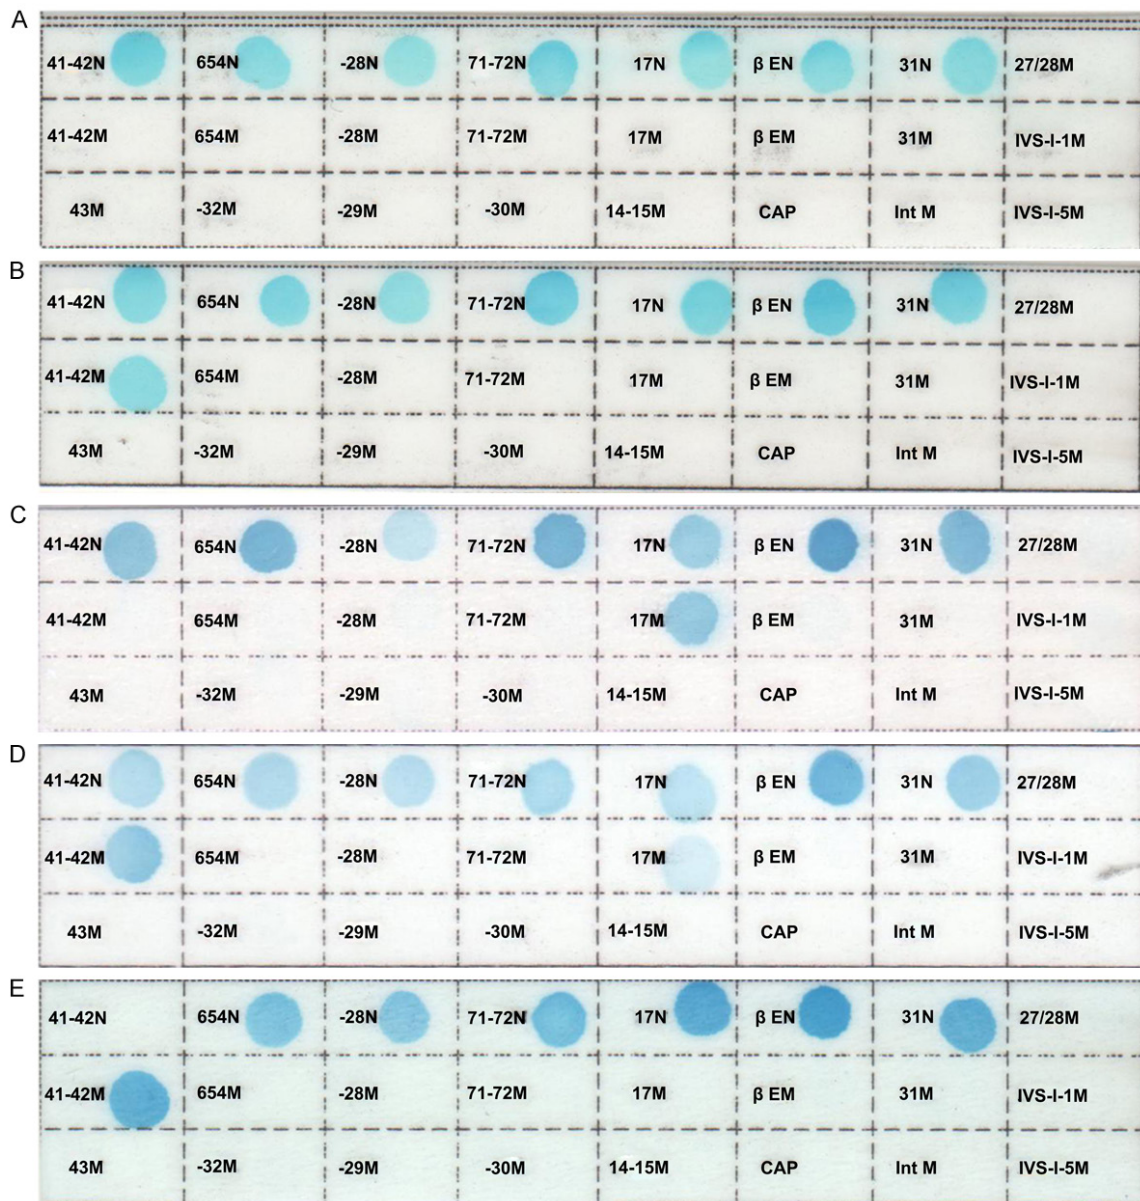 A
41-42N 654N -28N 71-72N 17N β EN 31N 27/28M
41-42M 654M -28M 71-72M 17M β EM 31M IVS-I-1M
43M -32M -29M -30M 14-15M CAP Int M IVS-I-5M
B
41-42N 654N -28N 71-72N 17N β EN 31N 27/28M
41-42M 654M -28M 71-72M 17M β EM 31M IVS-I-1M
43M -32M -29M -30M 14-15M CAP Int M IVS-I-5M
C
41-42N 654N -28N 71-72N 17N β EN 31N 27/28M
41-42M 654M -28M 71-72M 17M β EM 31M IVS-I-1M
43M -32M -29M -30M 14-15M CAP Int M IVS-I-5M
D
41-42N 654N -28N 71-72N 17N β EN 31N 27/28M
41-42M 654M -28M 71-72M 17M β EM 31M IVS-I-1M
43M -32M -29M -30M 14-15M CAP Int M IVS-I-5M
E
41-42N 654N -28N 71-72N 17N β EN 31N 27/28M
41-42M 654M -28M 71-72M 17M β EM 31M IVS-I-1M
43M -32M -29M -30M 14-15M CAP Int M IVS-I-5M